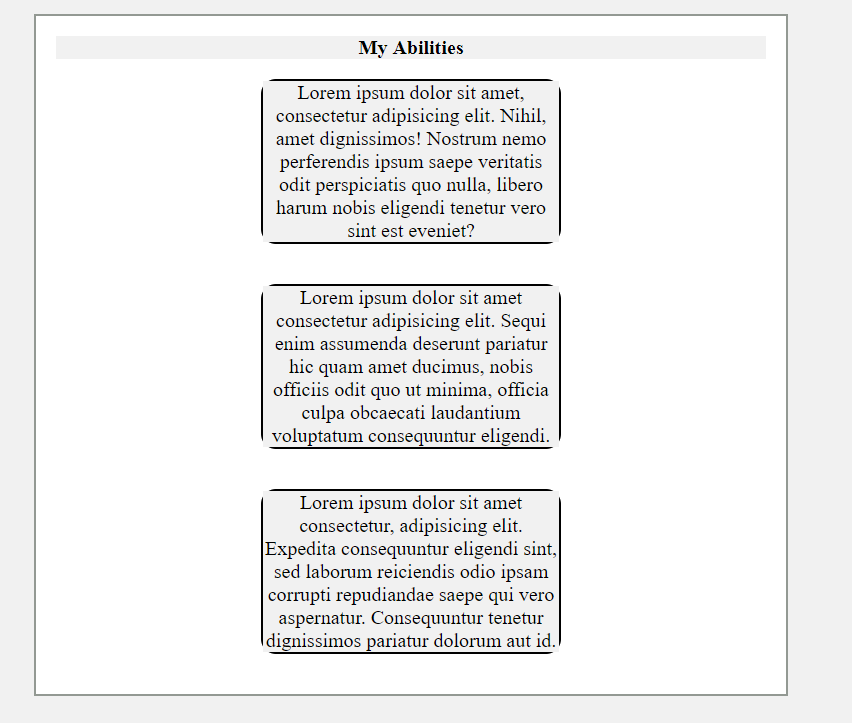 My Abilities
Lorem ipsum dolor sit amet,
consectetur adipisicing elit. Nihil,
amet dignissimos! Nostrum nemo
perferendis ipsum saepe veritatis
odit perspiciatis quo nulla, libero
harum nobis eligendi tenetur vero
sint est eveniet?
Lorem ipsum dolor sit amet
consectetur adipisicing elit. Sequi
enim assumenda deserunt pariatur
hic quam amet ducimus, nobis
officiis odit quo ut minima, officia
culpa obcaecati laudantium
voluptatum consequuntur eligendi.
Lorem ipsum dolor sit amet
consectetur, adipisicing elit.
Expedita consequuntur eligendi sint,
sed laborum reiciendis odio ipsam
corrupti repudiandae saepe qui vero
aspernatur. Consequuntur tenetur
dignissimos pariatur dolorum aut id.